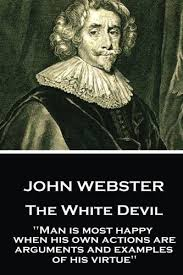 JOHN WEBSTER
The White Devil
"Man is most happy
when his own actions are
arguments and examples
of his virtue"